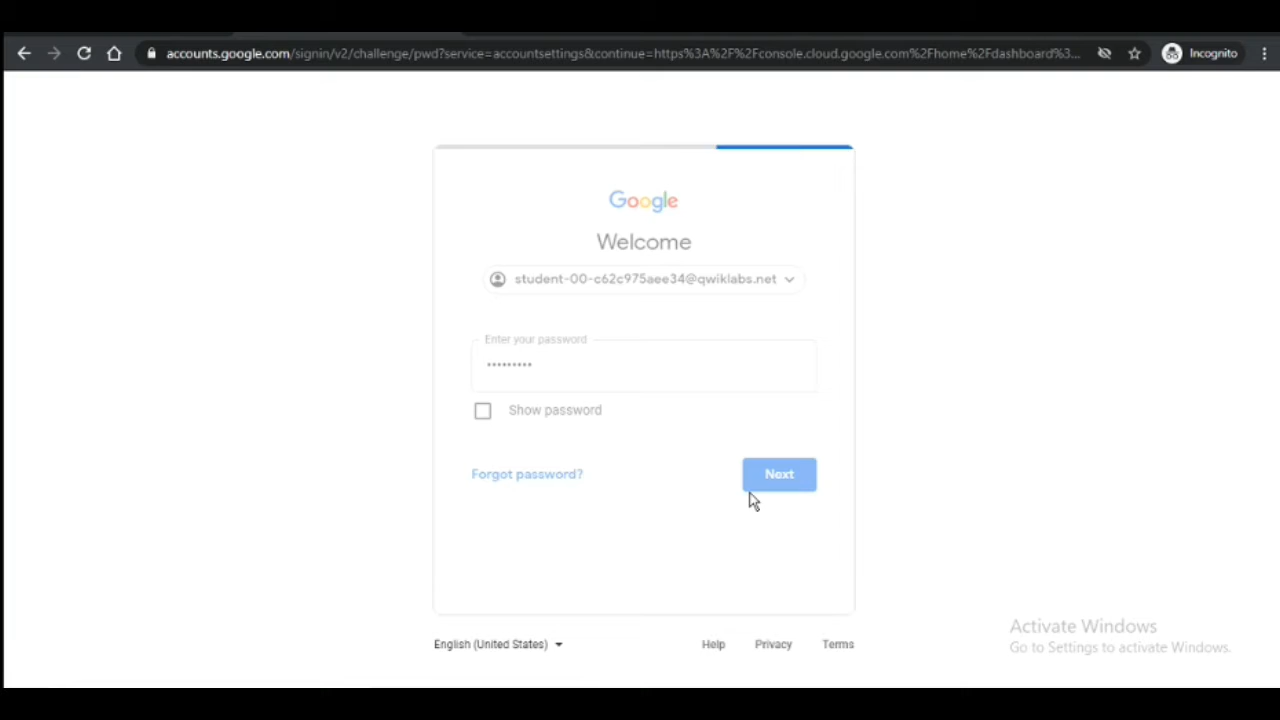 accounts.google.com/signin/v2/challenge/pwd?service=accountsettings&continue=https%3A%2F%2Fconsole.cloud.google.com%2Fhome%2Fdashboard%3...
Incognito
Google
Welcome
student-00-c62c975aee34@qwiklabs.net
Enter your password
•••••••••
Show password
Forgot password?
Next
English (United States)
Help
Privacy
Terms
Activate Windows
Go to Settings to activate Windows.